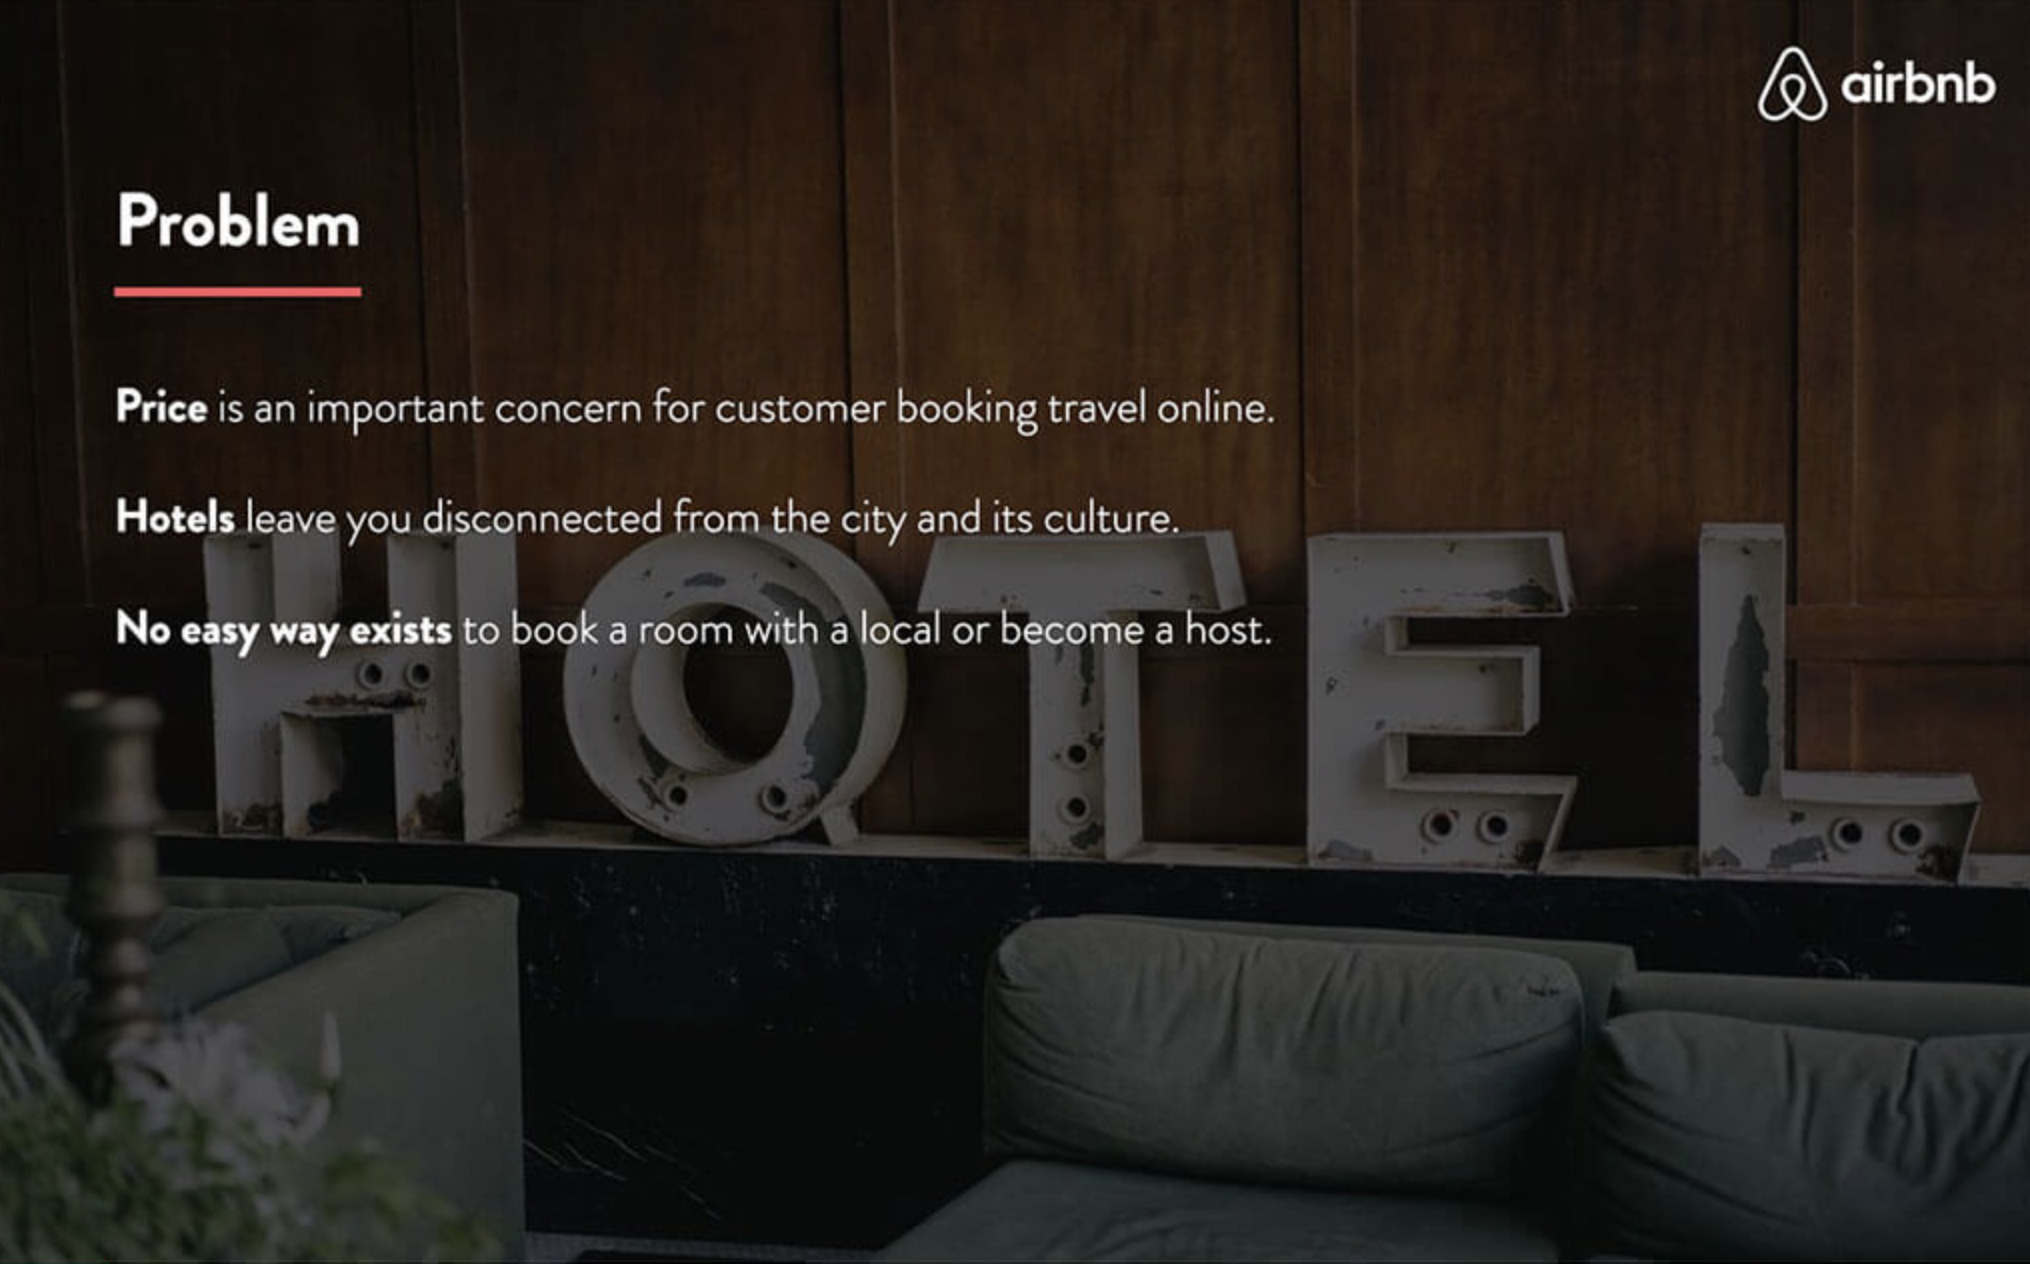 airbnb
Problem
Price is an important concern for customer booking travel online.
Hotels leave you disconnected from the city and its culture.
No easy way exists to book a room with a local or become a host.
HOTEL